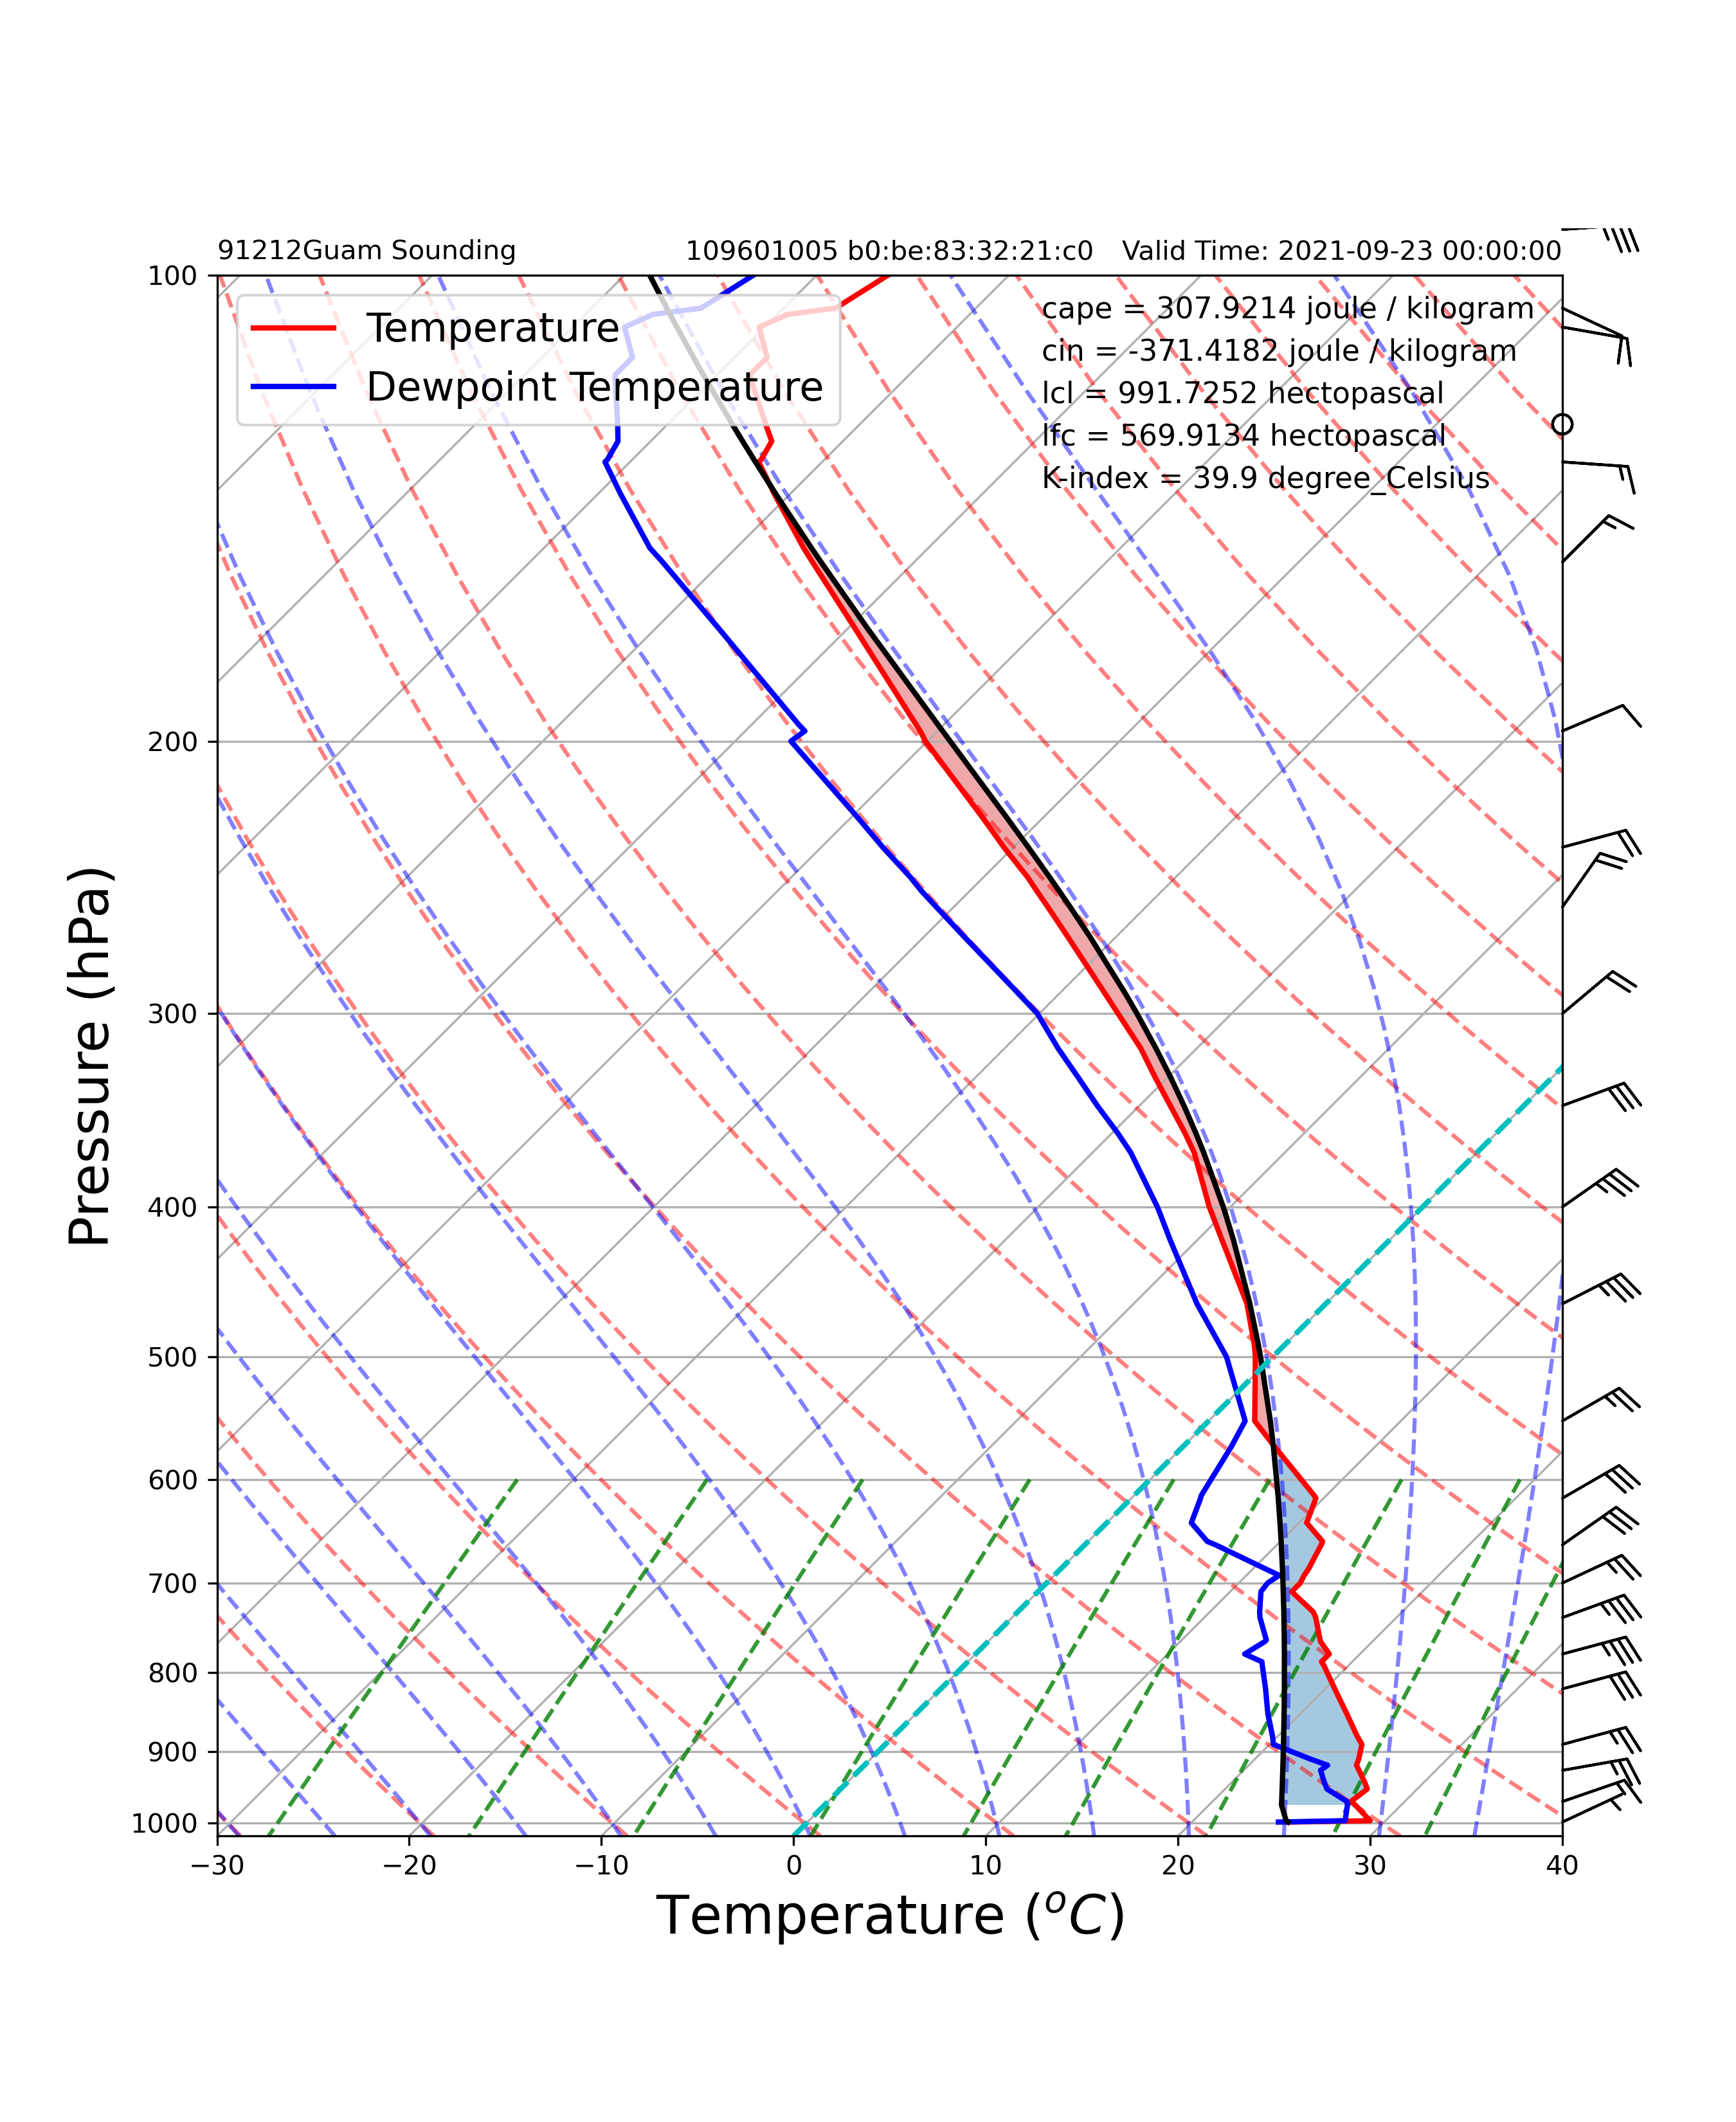 91212Guam Sounding 109601005 b0:be:83:32:21:c0 Valid Time: 2021-09-23 00:00:00
Temperature
Dewpoint Temperature
cape = 307.9214 joule / kilogram
cin = -371.4182 joule / kilogram
lcl = 991.7252 hectopascal
lfc = 569.9134 hectopascal
K-index = 39.9 degree_Celsius
Pressure (hPa)
100
200
300
400
500
600
700
800
900
1000
−30 −20 −10 0 10 20 30 40
Temperature (°C)